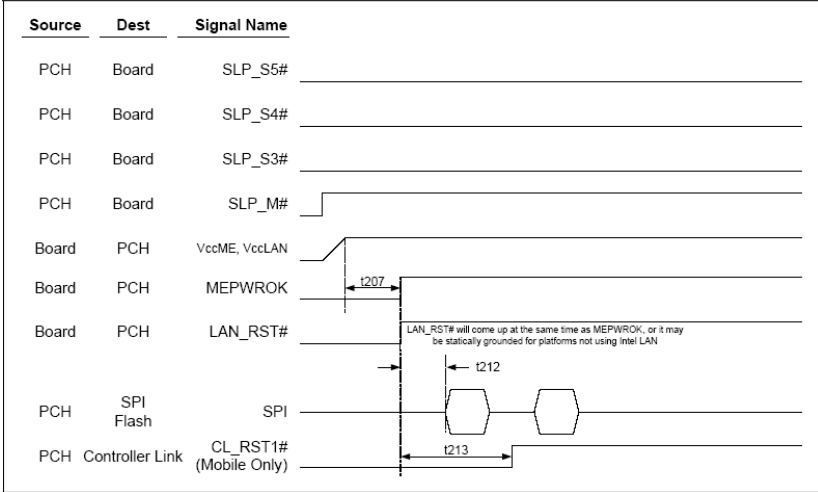 Source Dest Signal Name
PCH Board SLP_S5#
PCH Board SLP_S4#
PCH Board SLP_S3#
PCH Board SLP_M#
Board PCH VccME, VccLAN
t207
Board PCH MEPWROK
Board PCH LAN_RST#
LAN_RST# will come up at the same time as MEPWROK, or it may
be statically grounded for platforms not using Intel LAN
t212
PCH SPI
Flash SPI
PCH Controller Link CL_RST1#
(Mobile Only)
t213